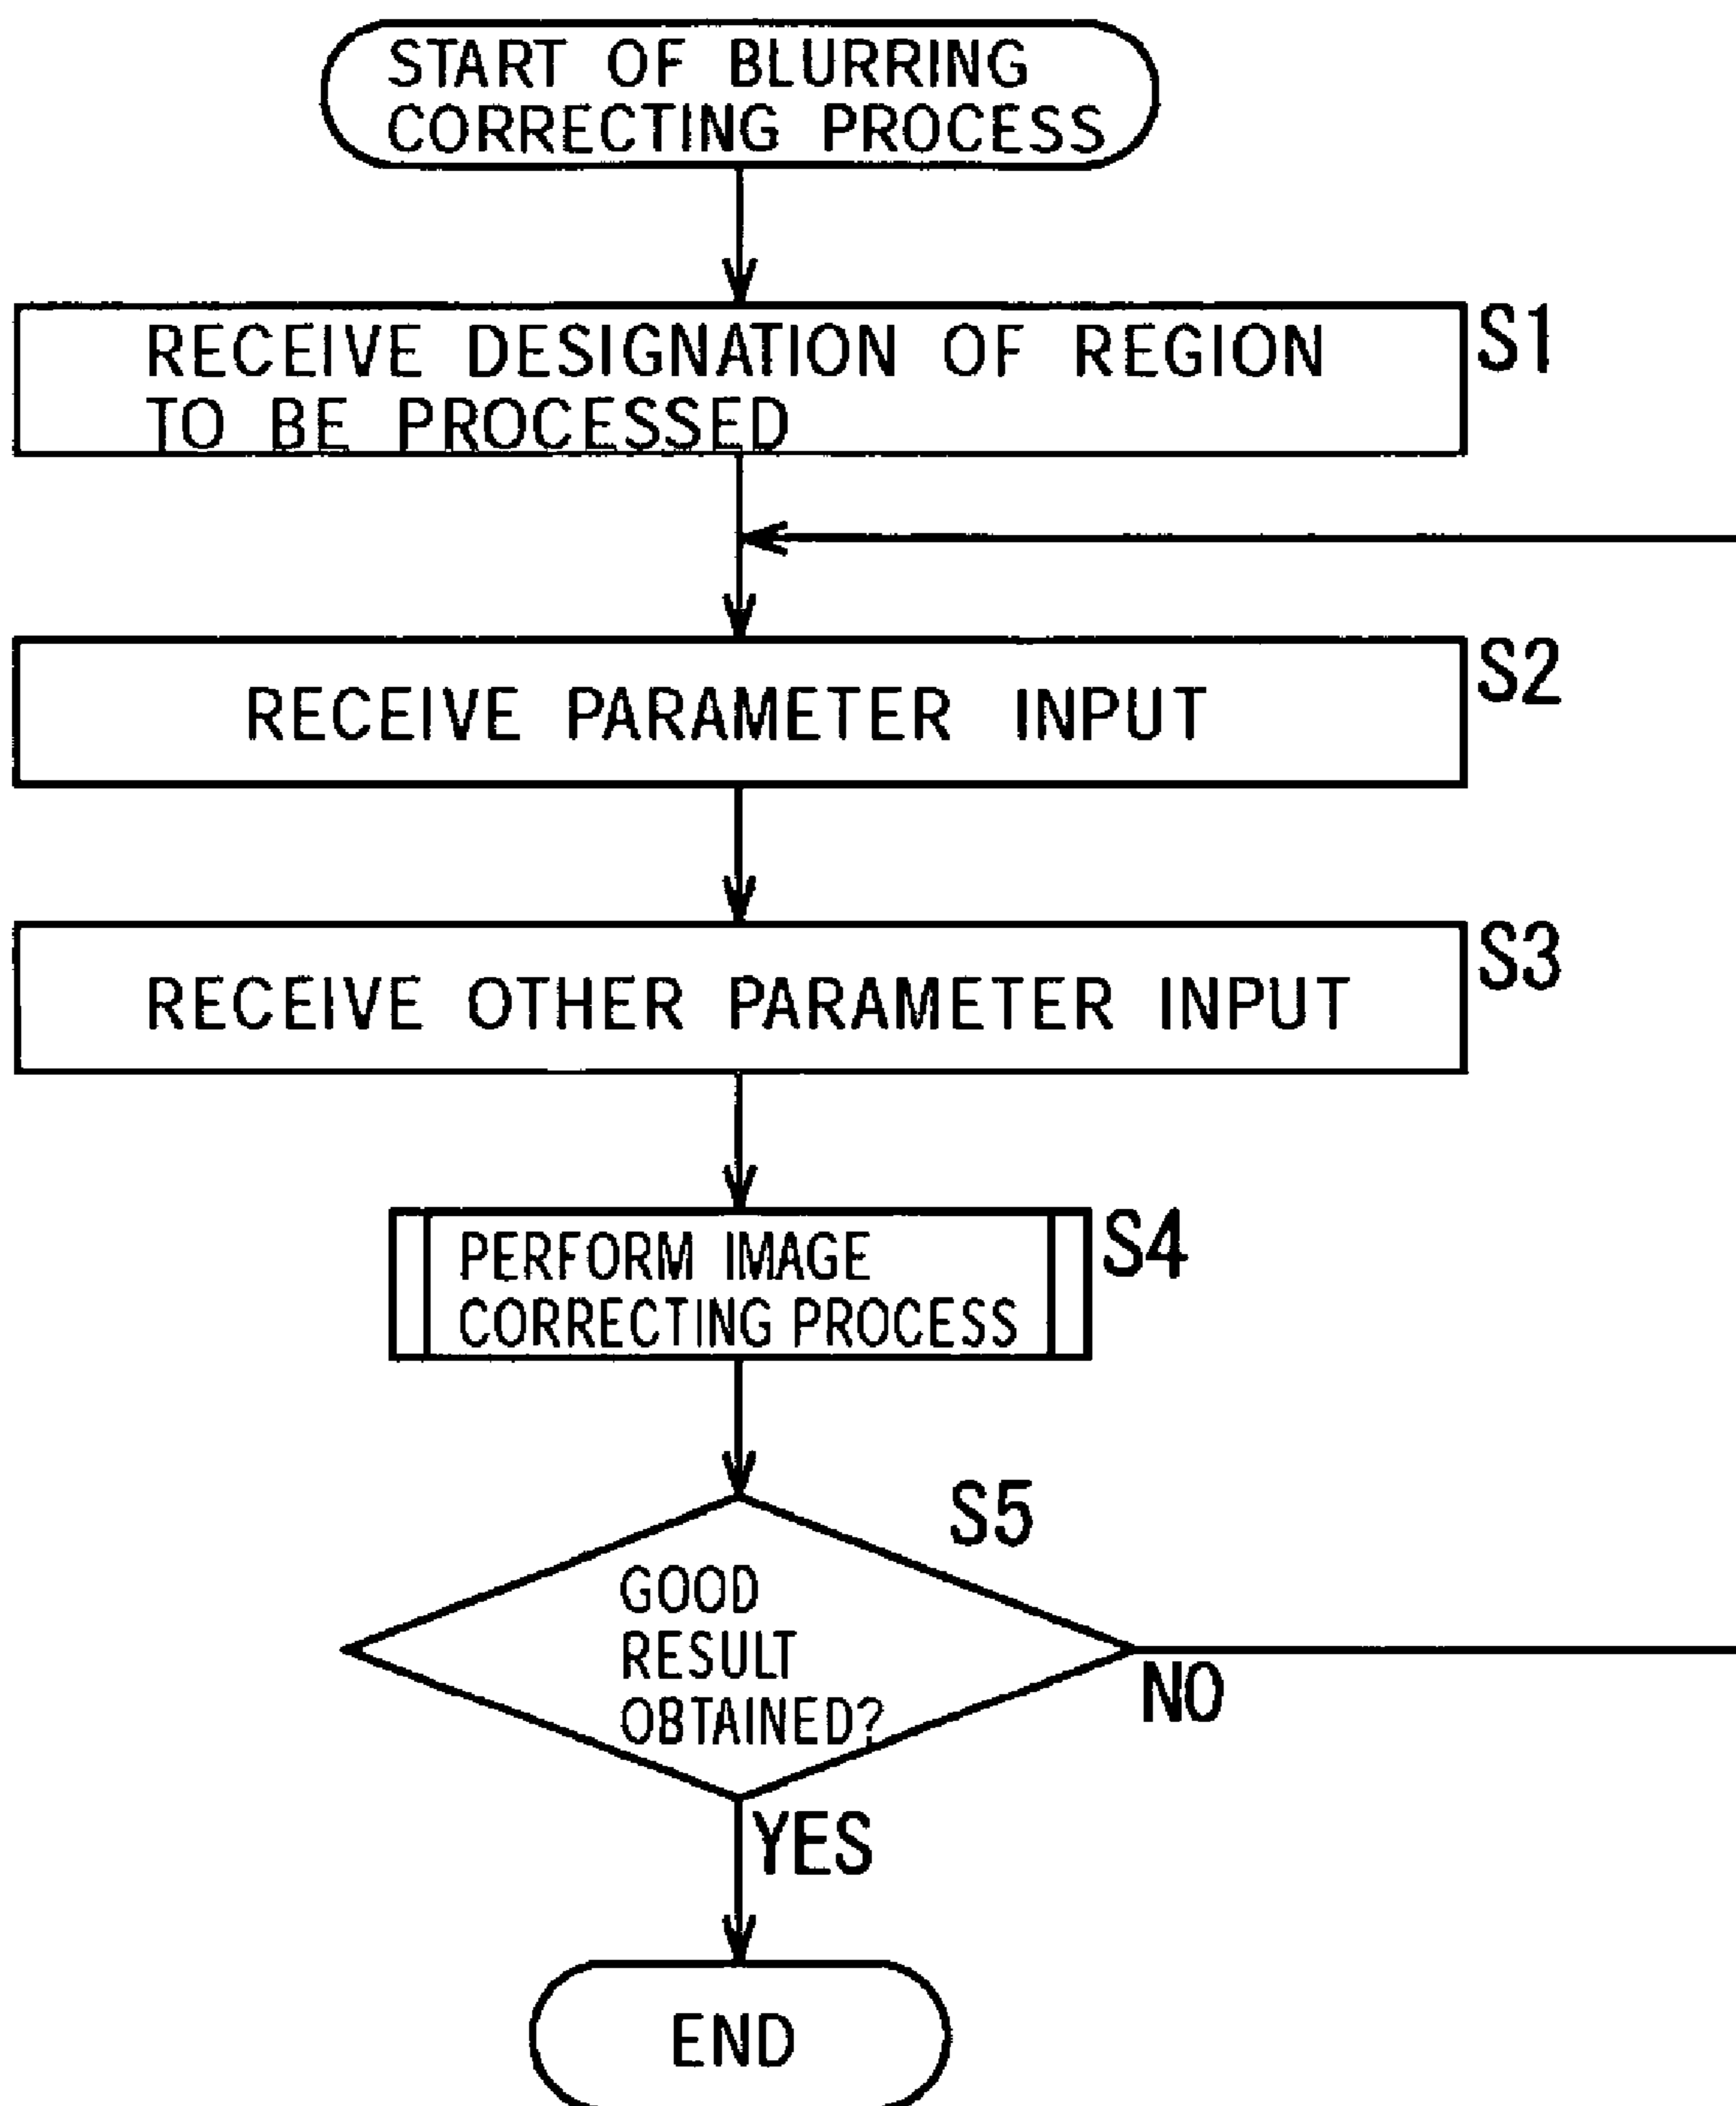 START OF BLURRING
CORRECTING PROCESS
RECEIVE DESIGNATION OF REGION
TO BE PROCESSED
S1
RECEIVE PARAMETER INPUT
S2
RECEIVE OTHER PARAMETER INPUT
S3
PERFORM IMAGE
CORRECTING PROCESS
S4
S5
GOOD
RESULT
OBTAINED?
NO
YES
END